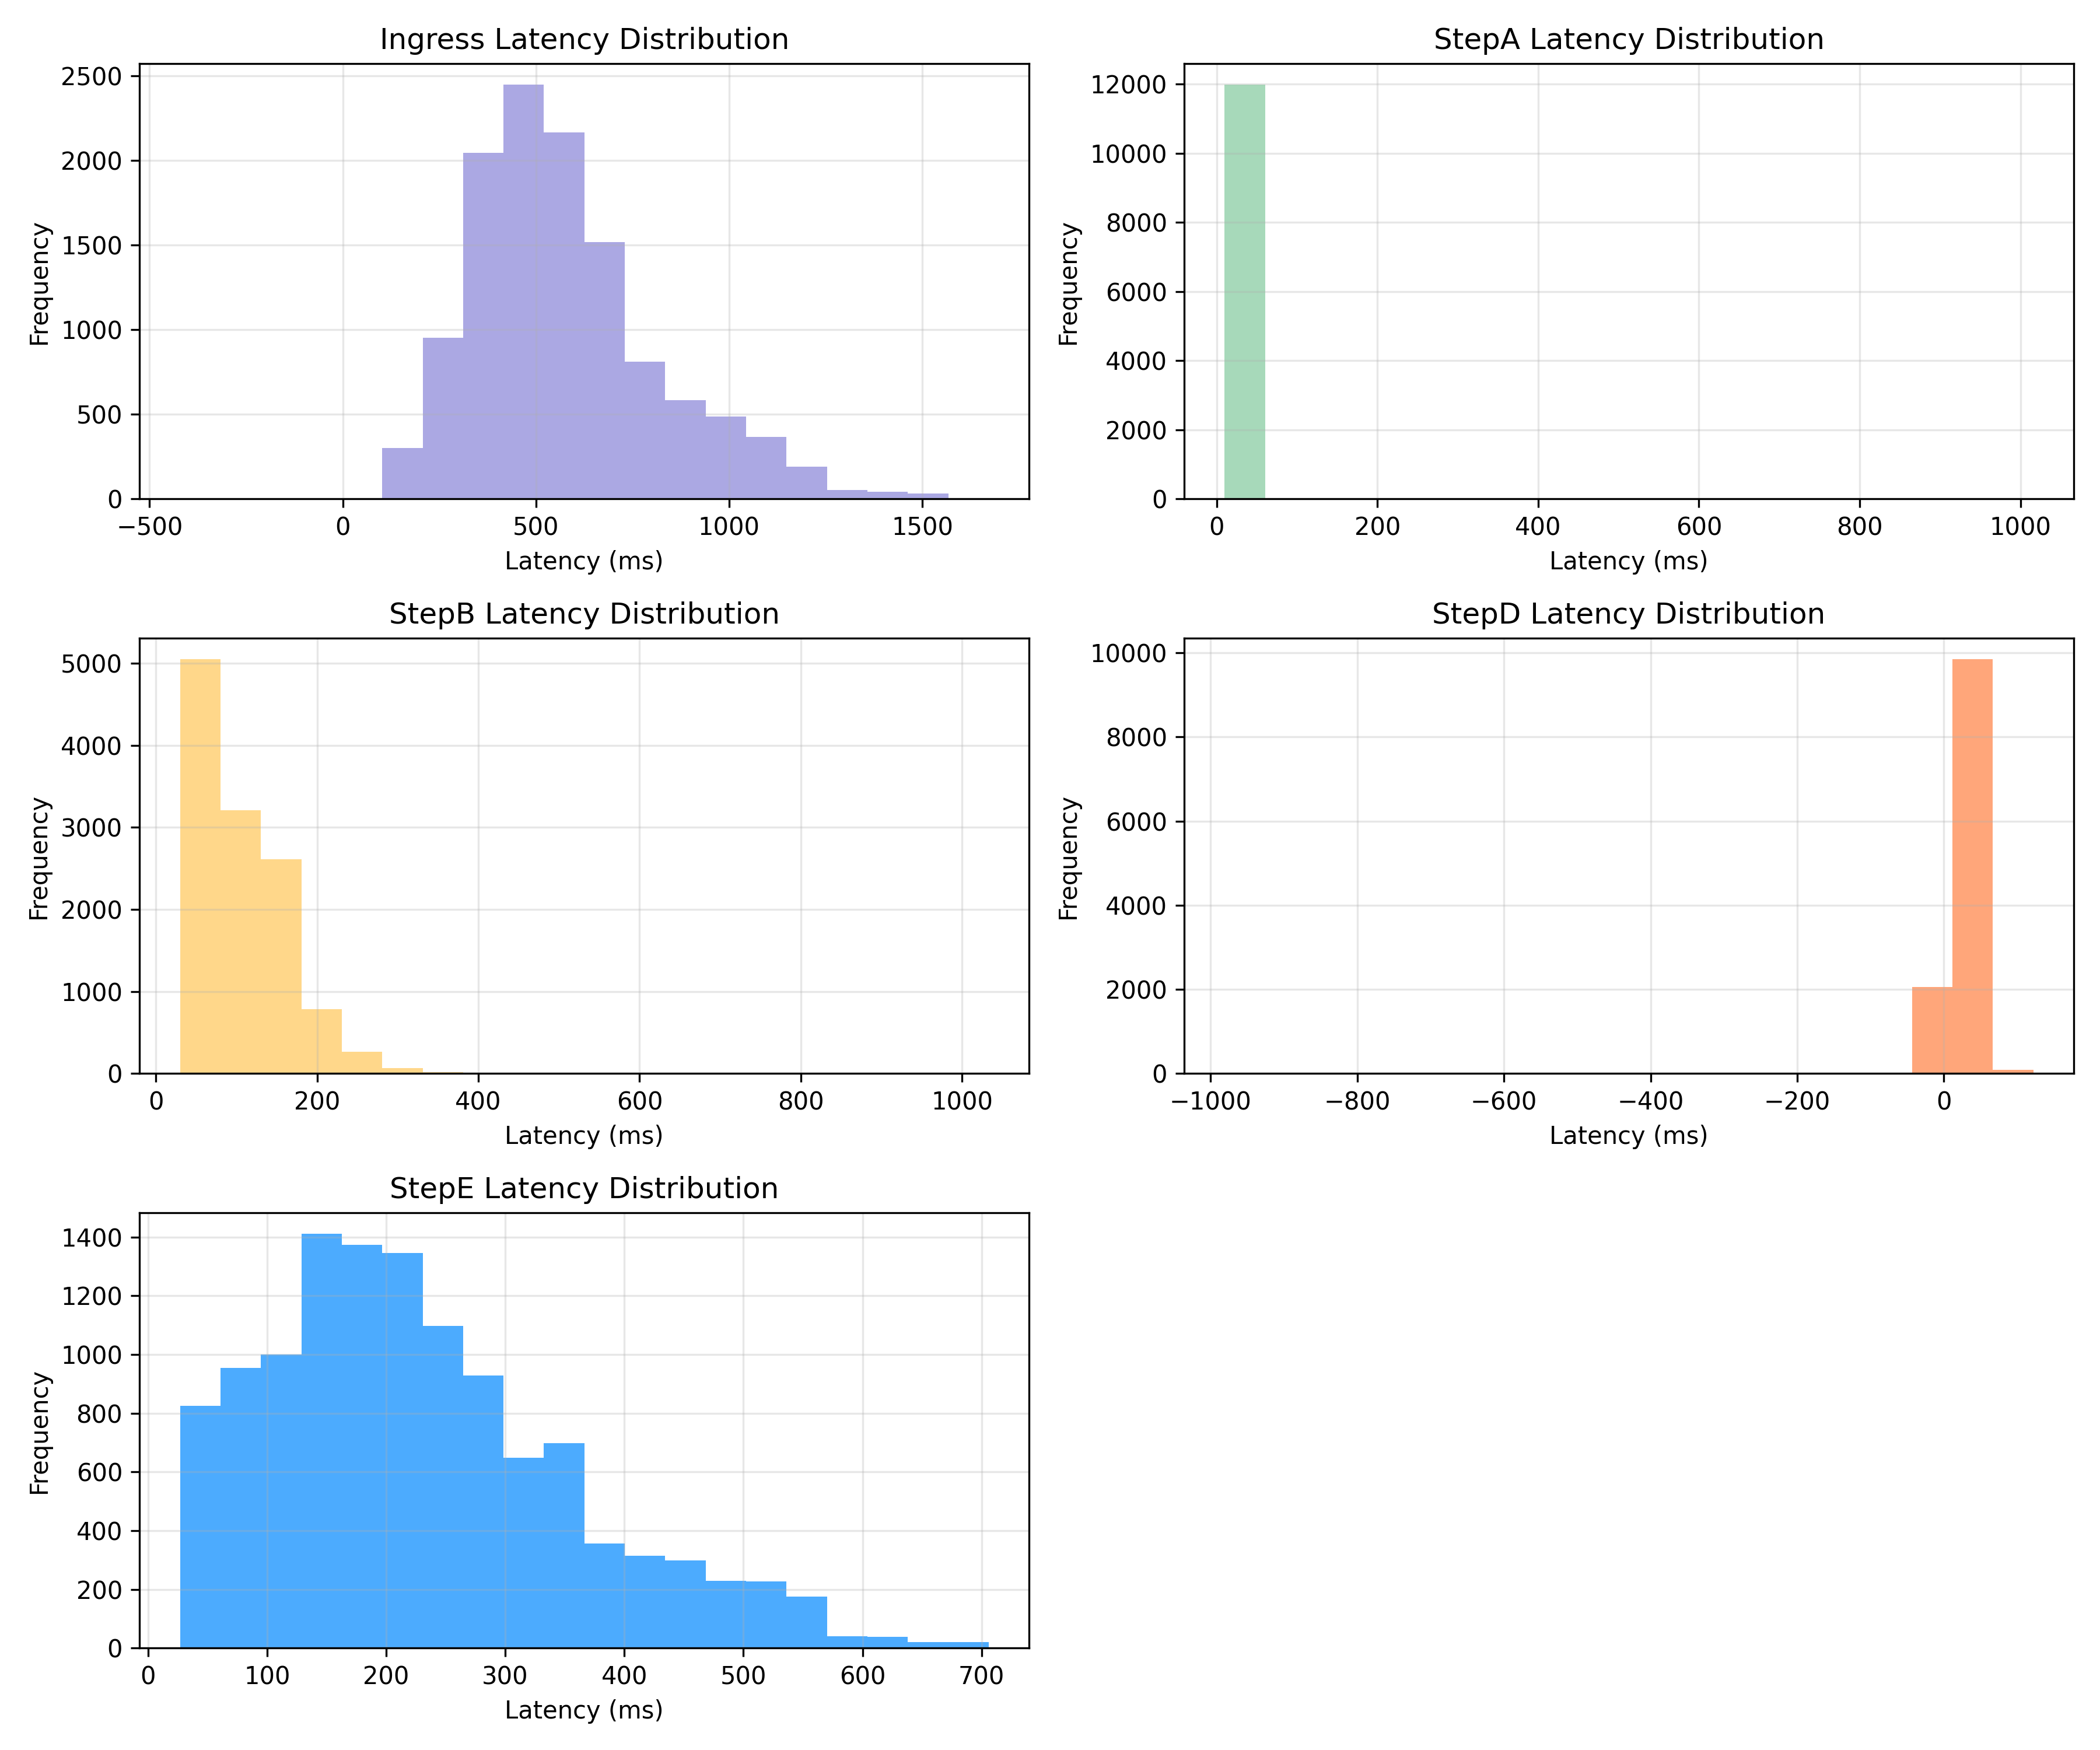 Ingress Latency Distribution
2500
2000
1500
1000
500
0
Frequency
−500 0 500 1000 1500
Latency (ms)
StepA Latency Distribution
12000
10000
8000
6000
4000
2000
0
Frequency
0 200 400 600 800 1000
Latency (ms)
StepB Latency Distribution
5000
4000
3000
2000
1000
0
Frequency
0 200 400 600 800 1000
Latency (ms)
StepD Latency Distribution
10000
8000
6000
4000
2000
0
Frequency
−1000 −800 −600 −400 −200 0
Latency (ms)
StepE Latency Distribution
1400
1200
1000
800
600
400
200
0
Frequency
0 100 200 300 400 500 600 700
Latency (ms)